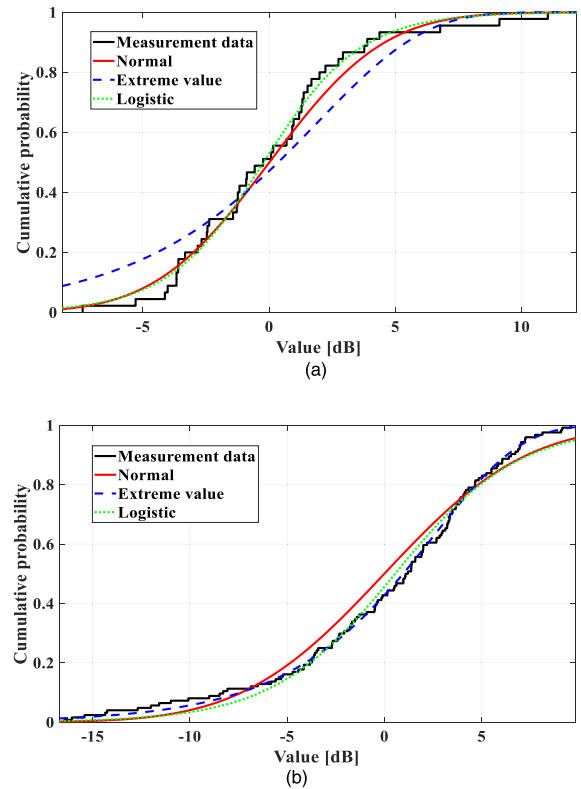 1
0.8
0.6
0.4
0.2
0
Cumulative probability
Measurement data
Normal
Extreme value
Logistic
-5
0
5
10
Value [dB]
(a)
1
0.8
0.6
0.4
0.2
0
Cumulative probability
Measurement data
Normal
Extreme value
Logistic
-15
-10
-5
0
5
Value [dB]
(b)